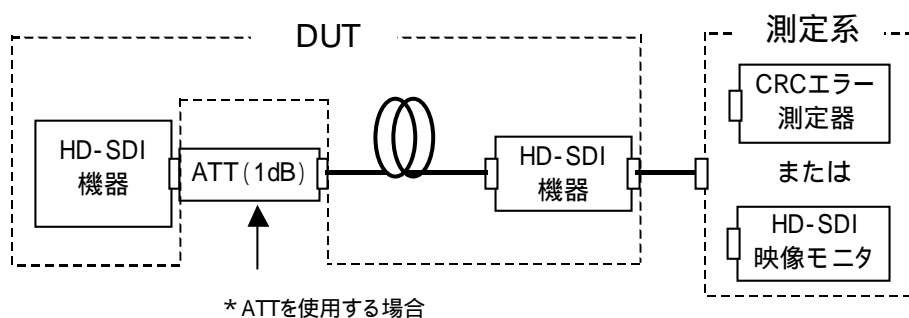 DUT
測定系
HD-SDI
機器
ATT(1dB)
HD-SDI
機器
CRCエラー
測定器
または
HD-SDI
映像モニタ
*ATTを使用する場合